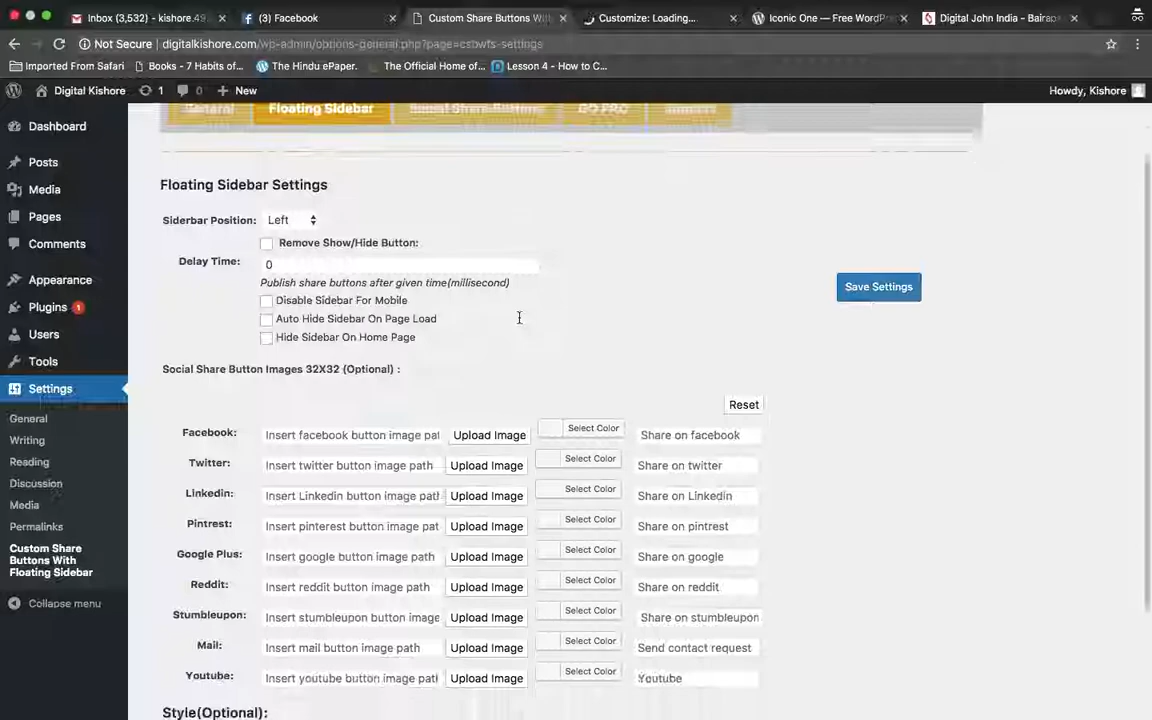 Inbox (3,532) - kishore.49
(3) Facebook
Custom Share Buttons Wit
Customize: Loading...
Iconic One — Free WordPr
Digital John India - Bairap
Not Secure
digitalkishore.com/wp-admin/options-general.php?page=csbwfs-settings
Imported From Safari
Books - 7 Habits of...
The Hindu ePaper.
The Official Home of...
Lesson 4 - How to C...
Digital Kishore
1
0
New
Howdy, Kishore
Dashboard
Posts
Media
Pages
Comments
Appearance
Plugins 1
Users
Tools
Settings
General
Writing
Reading
Discussion
Media
Permalinks
Custom Share
Buttons With
Floating Sidebar
Collapse menu
General
Floating Sidebar
Social Share Buttons
GO PRO
Floating Sidebar Settings
Siderbar Position: Left
Remove Show/Hide Button:
Delay Time: 0
Publish share buttons after given time(millisecond)
Disable Sidebar For Mobile
Auto Hide Sidebar On Page Load
Hide Sidebar On Home Page
Save Settings
Social Share Button Images 32X32 (Optional) :
Reset
Facebook: Insert facebook button image pat Upload Image Select Color Share on facebook
Twitter: Insert twitter button image path Upload Image Select Color Share on twitter
Linkedin: Insert Linkedin button image path Upload Image Select Color Share on Linkedin
Pintrest: Insert pinterest button image pat Upload Image Select Color Share on pintrest
Google Plus: Insert google button image path Upload Image Select Color Share on google
Reddit: Insert reddit button image path Upload Image Select Color Share on reddit
Stumbleupon: Insert stumbleupon button image Upload Image Select Color Share on stumbleupon
Mail: Insert mail button image path Upload Image Select Color Send contact request
Youtube: Insert youtube button image path Upload Image Select Color Youtube
Style(Optional):